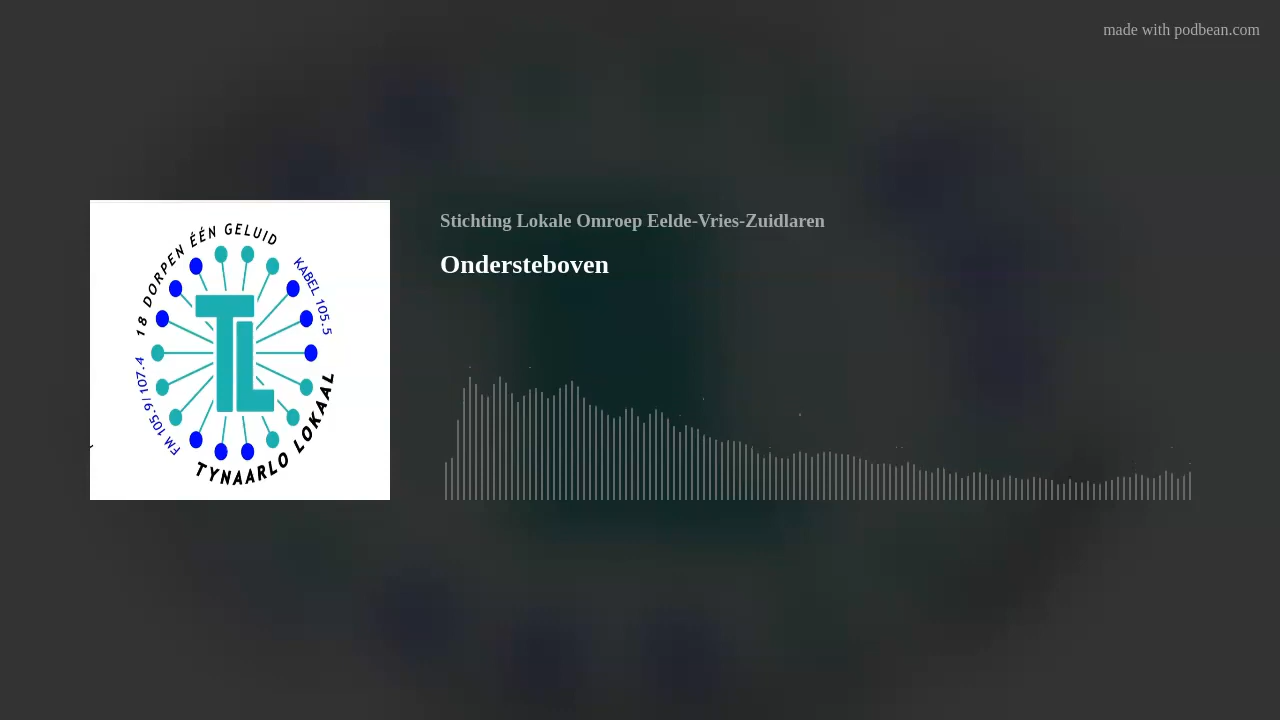 made with podbean.com
Stichting Lokale Omroep Eelde-Vries-Zuidlaren
Ondersteboven
18 DORPEN ÉÉN GELUID
KABEL 105.5
FM 105.9/107.4
TYNAARLO LOKAAL
TL